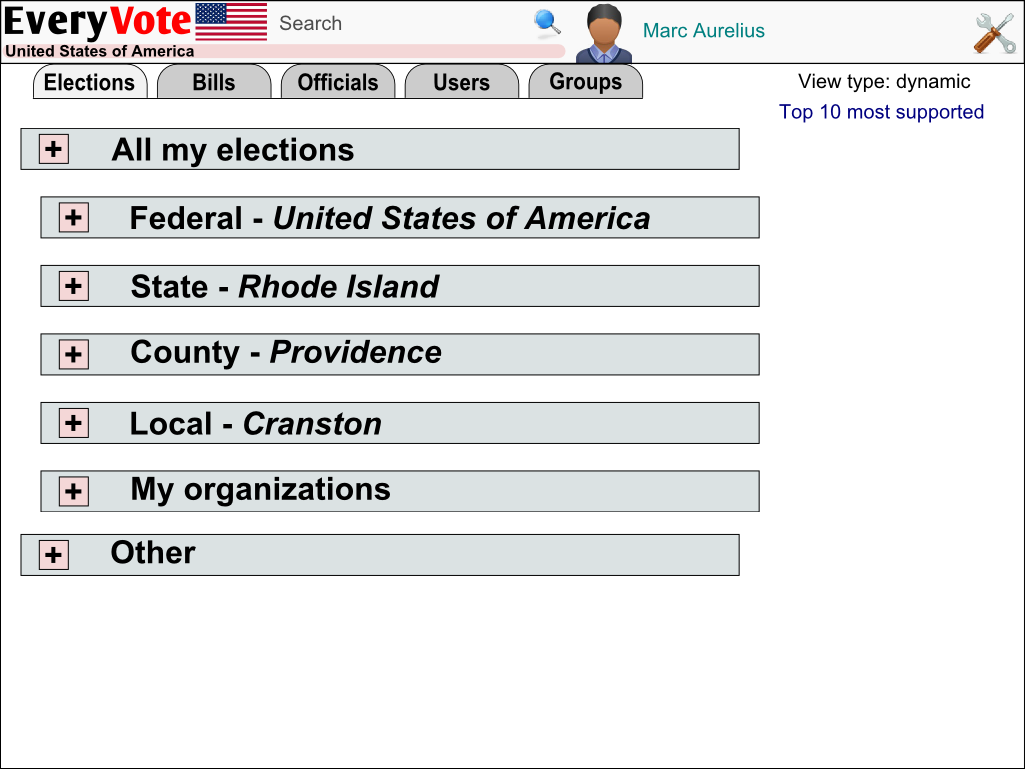 EveryVote
Search
Marc Aurelius
United States of America
Elections
Bills
Officials
Users
Groups
View type: dynamic
Top 10 most supported
+ All my elections
+ Federal - United States of America
+ State - Rhode Island
+ County - Providence
+ Local - Cranston
+ My organizations
+ Other